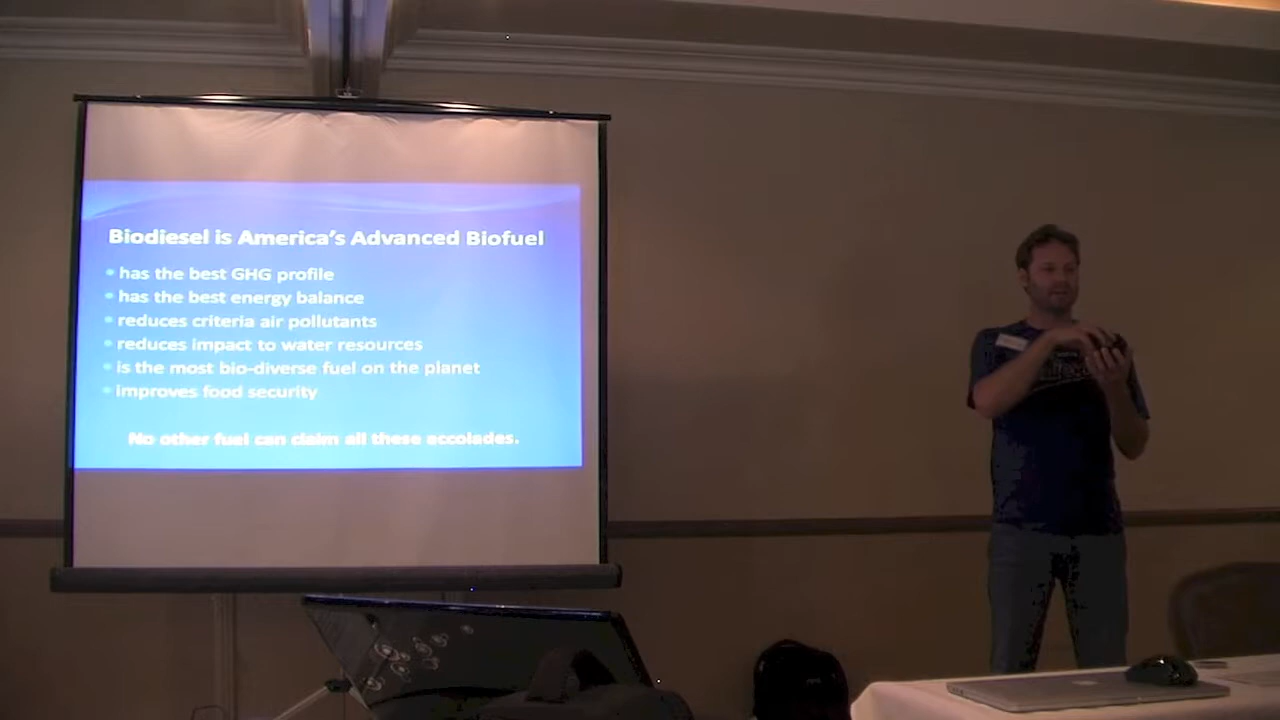 Biodiesel is America's Advanced Biofuel
has the best GHG profile
has the best energy balance
reduces criteria air pollutants
reduces impact to water resources
is the most bio-diverse fuel on the planet
improves food security
No other fuel can claim all these accolades.